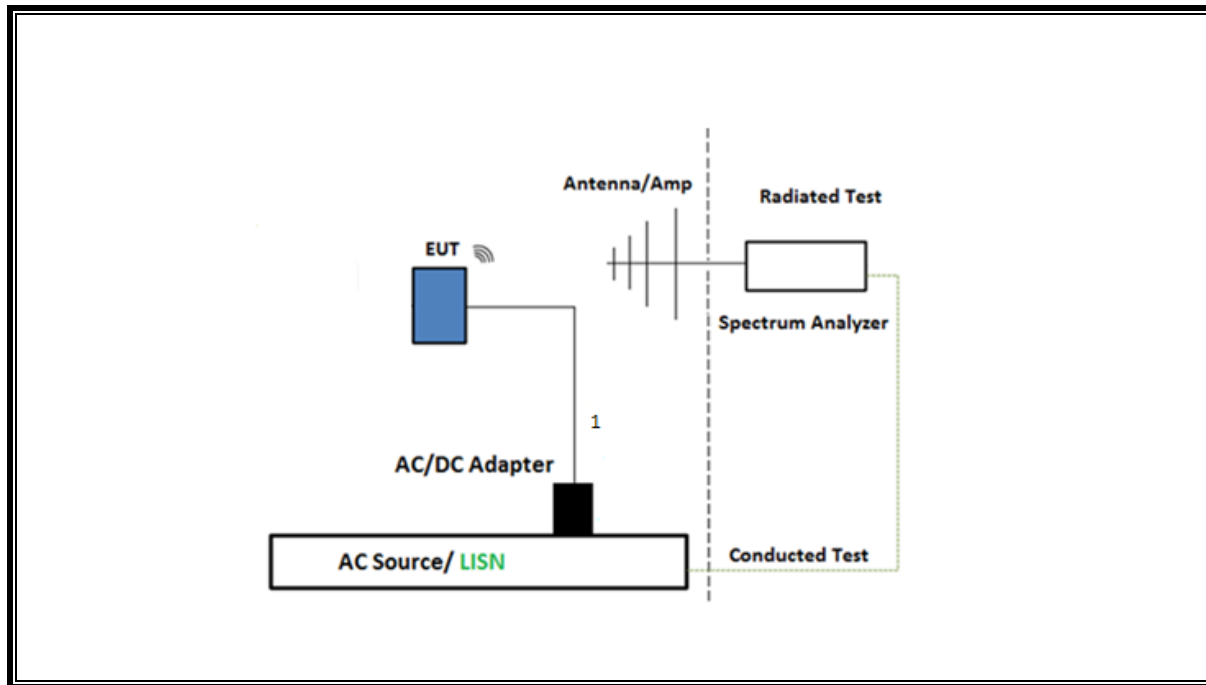 Antenna/Amp
Radiated Test
EUT
Spectrum Analyzer
1
AC/DC Adapter
AC Source/ LISN
Conducted Test